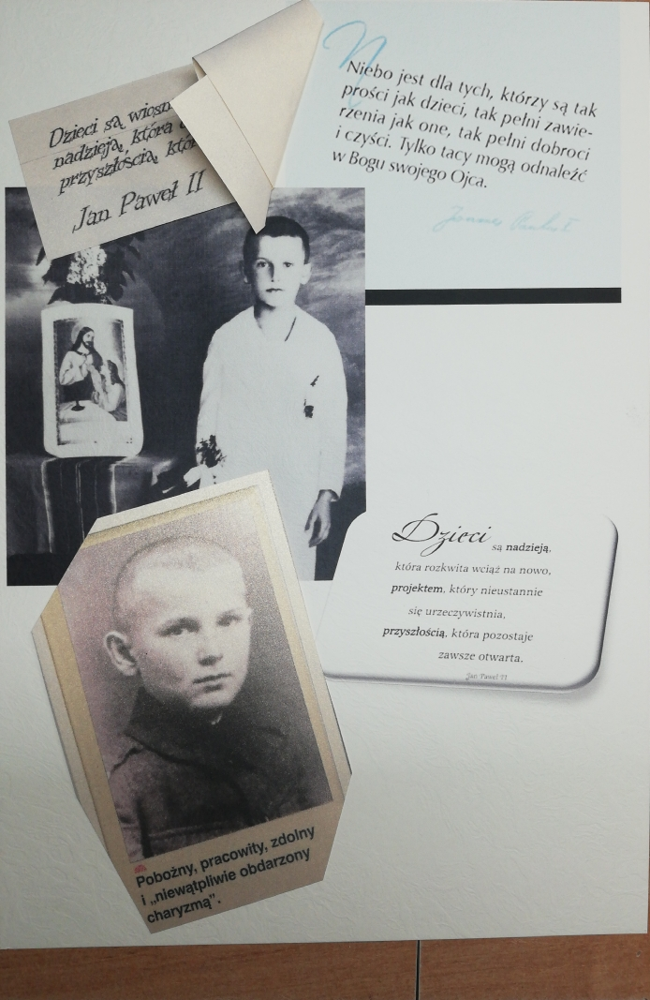 Dzieci są wiosn
nadzieją, która
przyszłością, któr
Jan Paweł II
Niebo jest dla tych, którzy są tak
prości jak dzieci, tak pełni zawie-
rzenia jak one, tak pełni dobroci
i czyści. Tylko tacy mogą odnaleźć
w Bogu swojego Ojca.
Dzieci są nadzieją,
która rozkwita wciąż na nowo,
projektem, który nieustannie
się urzeczywistnia,
przyszłością, która pozostaje
zawsze otwarta.
Jan Paweł II
Pobożny, pracowity, zdolny
i „niewątpliwie obdarzony
charyzmą”.